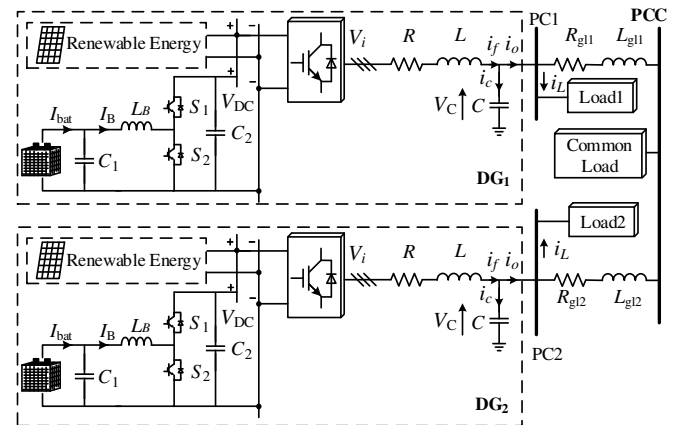 PC1
PCC
Renewable Energy
V_i
R
L
i_f
i_o
R_gl1
L_gl1
i_c
i_L
I_bat
I_B
L_B
S_1
V_DC
C_2
V_C
C
Load1
C_1
S_2
Common
Load
DG_1
Renewable Energy
V_i
R
L
i_f
i_o
Load2
i_L
i_c
R_gl2
L_gl2
I_bat
I_B
L_B
S_1
V_DC
C_2
V_C
C
PC2
C_1
S_2
DG_2
+
−
+
−
+
−
+
−